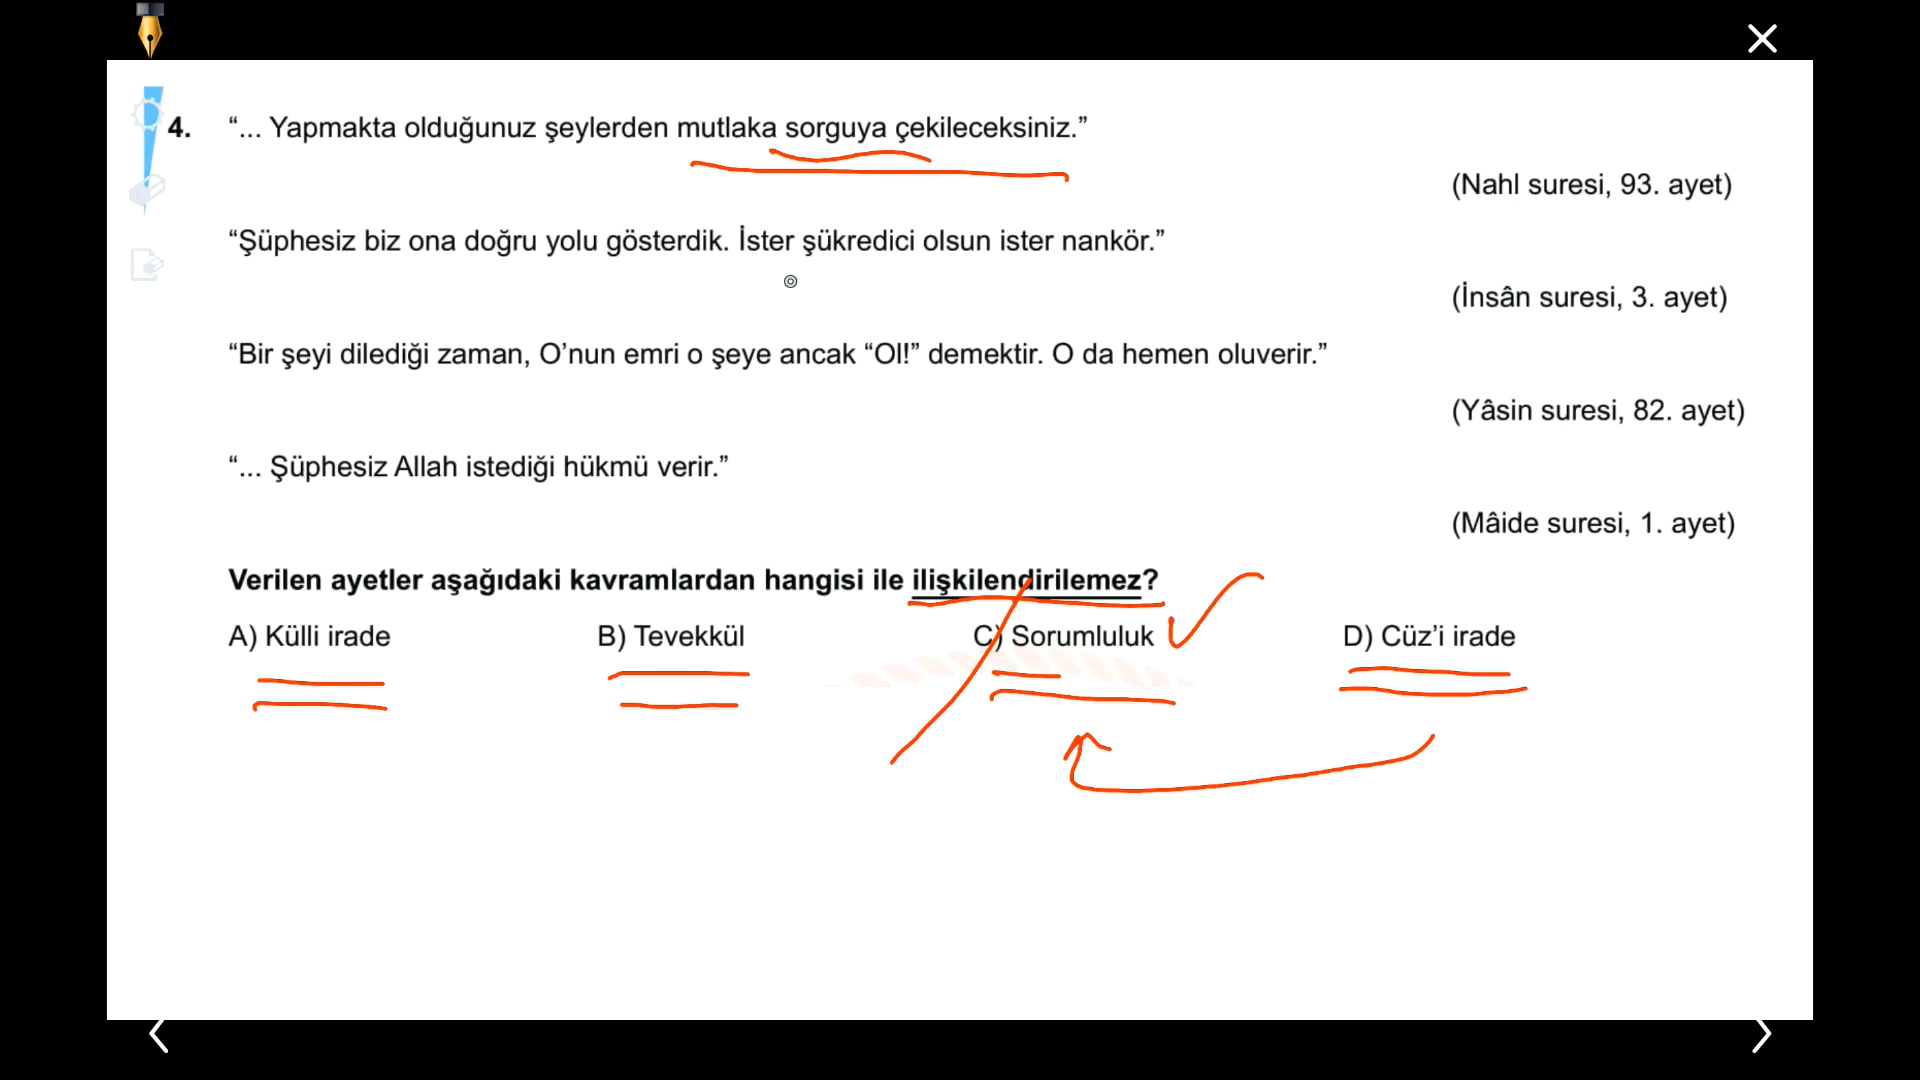 4. “... Yapmakta olduğunuz şeylerden mutlaka sorguya çekileceksiniz.”
(Nahl suresi, 93. ayet)
“Şüphesiz biz ona doğru yolu gösterdik. İster şükredici olsun ister nankör.”
(İnsân suresi, 3. ayet)
“Bir şeyi dilediği zaman, O’nun emri o şeye ancak “Ol!” demektir. O da hemen oluverir.”
(Yâsin suresi, 82. ayet)
“... Şüphesiz Allah istediği hükmü verir.”
(Mâide suresi, 1. ayet)
Verilen ayetler aşağıdaki kavramlardan hangisi ile ilişkilendirilemez?
A) Külli irade B) Tevekkül C) Sorumluluk D) Cüz’i irade